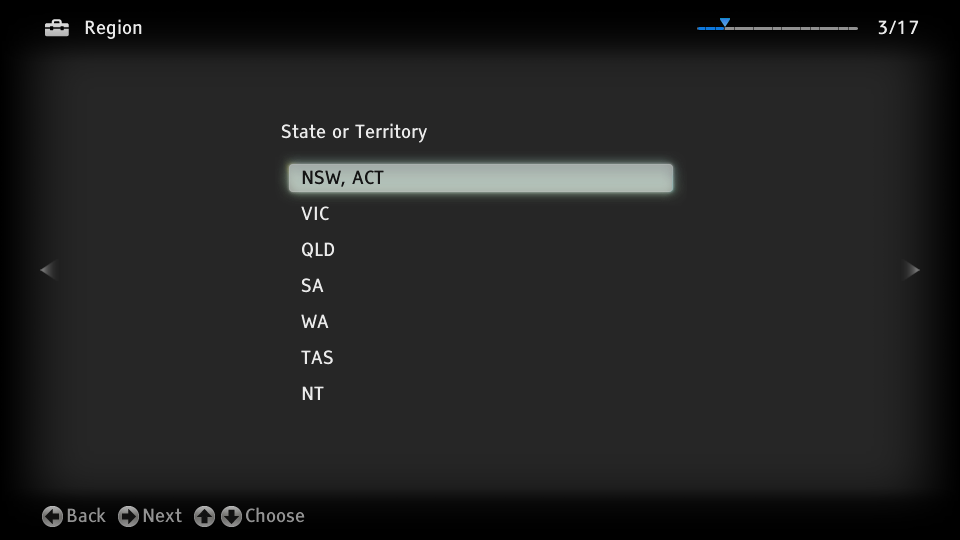 Region
3/17
State or Territory
NSW, ACT
VIC
QLD
SA
WA
TAS
NT
Back Next Choose